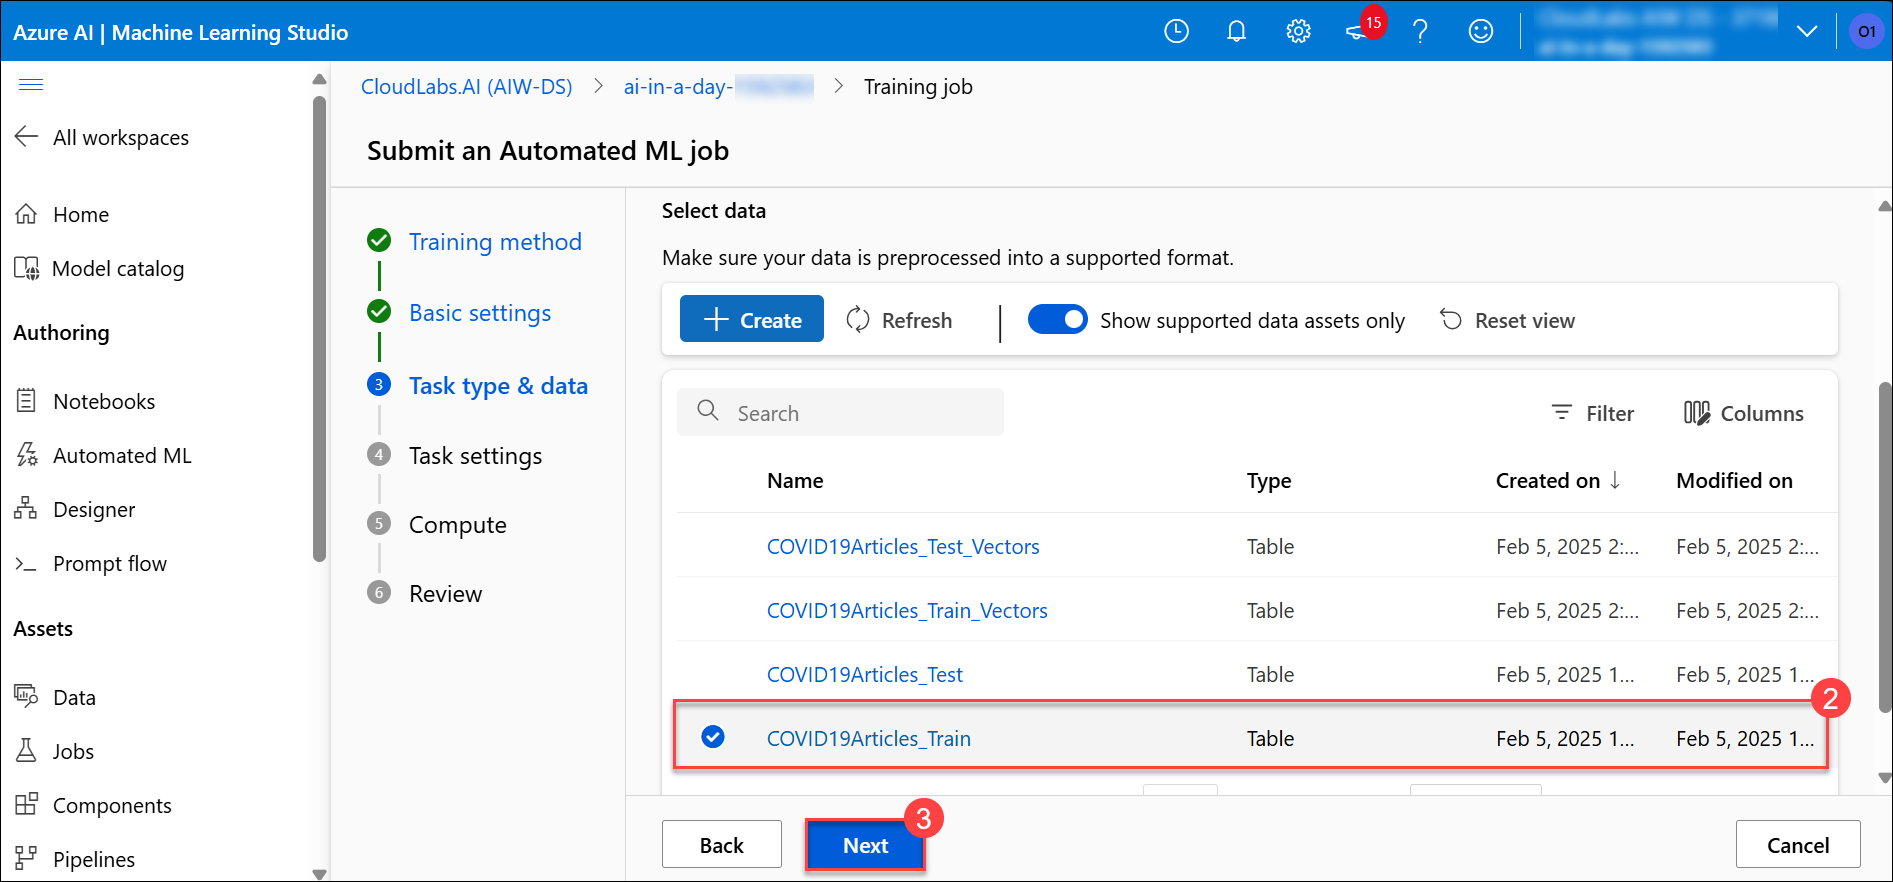 Azure AI | Machine Learning Studio
15
O1
All workspaces
Home
Model catalog
Authoring
Notebooks
Automated ML
Designer
Prompt flow
Assets
Data
Jobs
Components
Pipelines
CloudLabs.AI (AIW-DS) > ai-in-a-day- > Training job
Submit an Automated ML job
Training method
Basic settings
3 Task type & data
4 Task settings
5 Compute
6 Review
Select data
Make sure your data is preprocessed into a supported format.
Create Refresh | Show supported data assets only Reset view
Search Filter Columns
Name Type Created on ↓ Modified on
COVID19Articles_Test_Vectors Table Feb 5, 2025 2:... Feb 5, 2025 2:...
COVID19Articles_Train_Vectors Table Feb 5, 2025 2:... Feb 5, 2025 2:...
COVID19Articles_Test Table Feb 5, 2025 1... Feb 5, 2025 1...
2
COVID19Articles_Train Table Feb 5, 2025 1... Feb 5, 2025 1...
3
Back Next Cancel